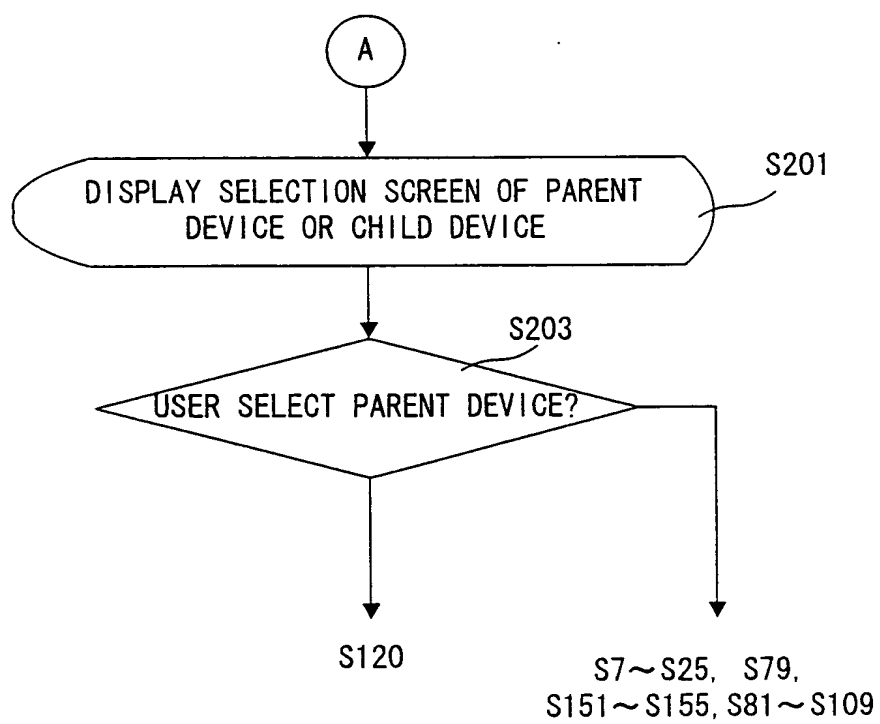 A
DISPLAY SELECTION SCREEN OF PARENT
DEVICE OR CHILD DEVICE
S201
S203
USER SELECT PARENT DEVICE?
S120
S7～S25, S79,
S151～S155, S81～S109